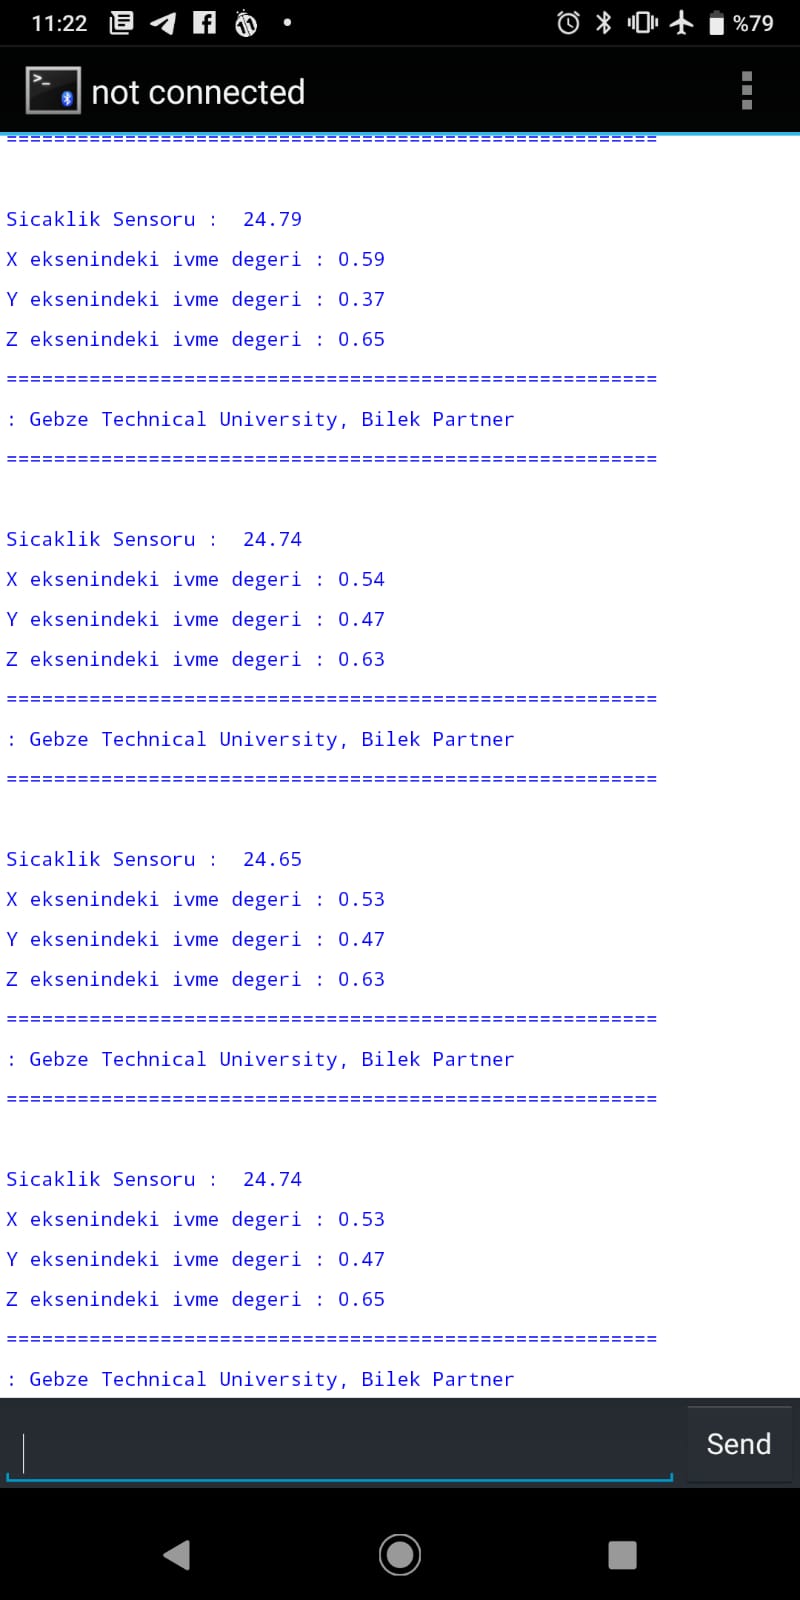 11:22 %79
not connected
=======================================================
Sicaklik Sensoru :  24.79
X eksenindeki ivme degeri : 0.59
Y eksenindeki ivme degeri : 0.37
Z eksenindeki ivme degeri : 0.65
=======================================================
: Gebze Technical University, Bilek Partner
=======================================================
Sicaklik Sensoru :  24.74
X eksenindeki ivme degeri : 0.54
Y eksenindeki ivme degeri : 0.47
Z eksenindeki ivme degeri : 0.63
=======================================================
: Gebze Technical University, Bilek Partner
=======================================================
Sicaklik Sensoru :  24.65
X eksenindeki ivme degeri : 0.53
Y eksenindeki ivme degeri : 0.47
Z eksenindeki ivme degeri : 0.63
=======================================================
: Gebze Technical University, Bilek Partner
=======================================================
Sicaklik Sensoru :  24.74
X eksenindeki ivme degeri : 0.53
Y eksenindeki ivme degeri : 0.47
Z eksenindeki ivme degeri : 0.65
=======================================================
: Gebze Technical University, Bilek Partner
Send